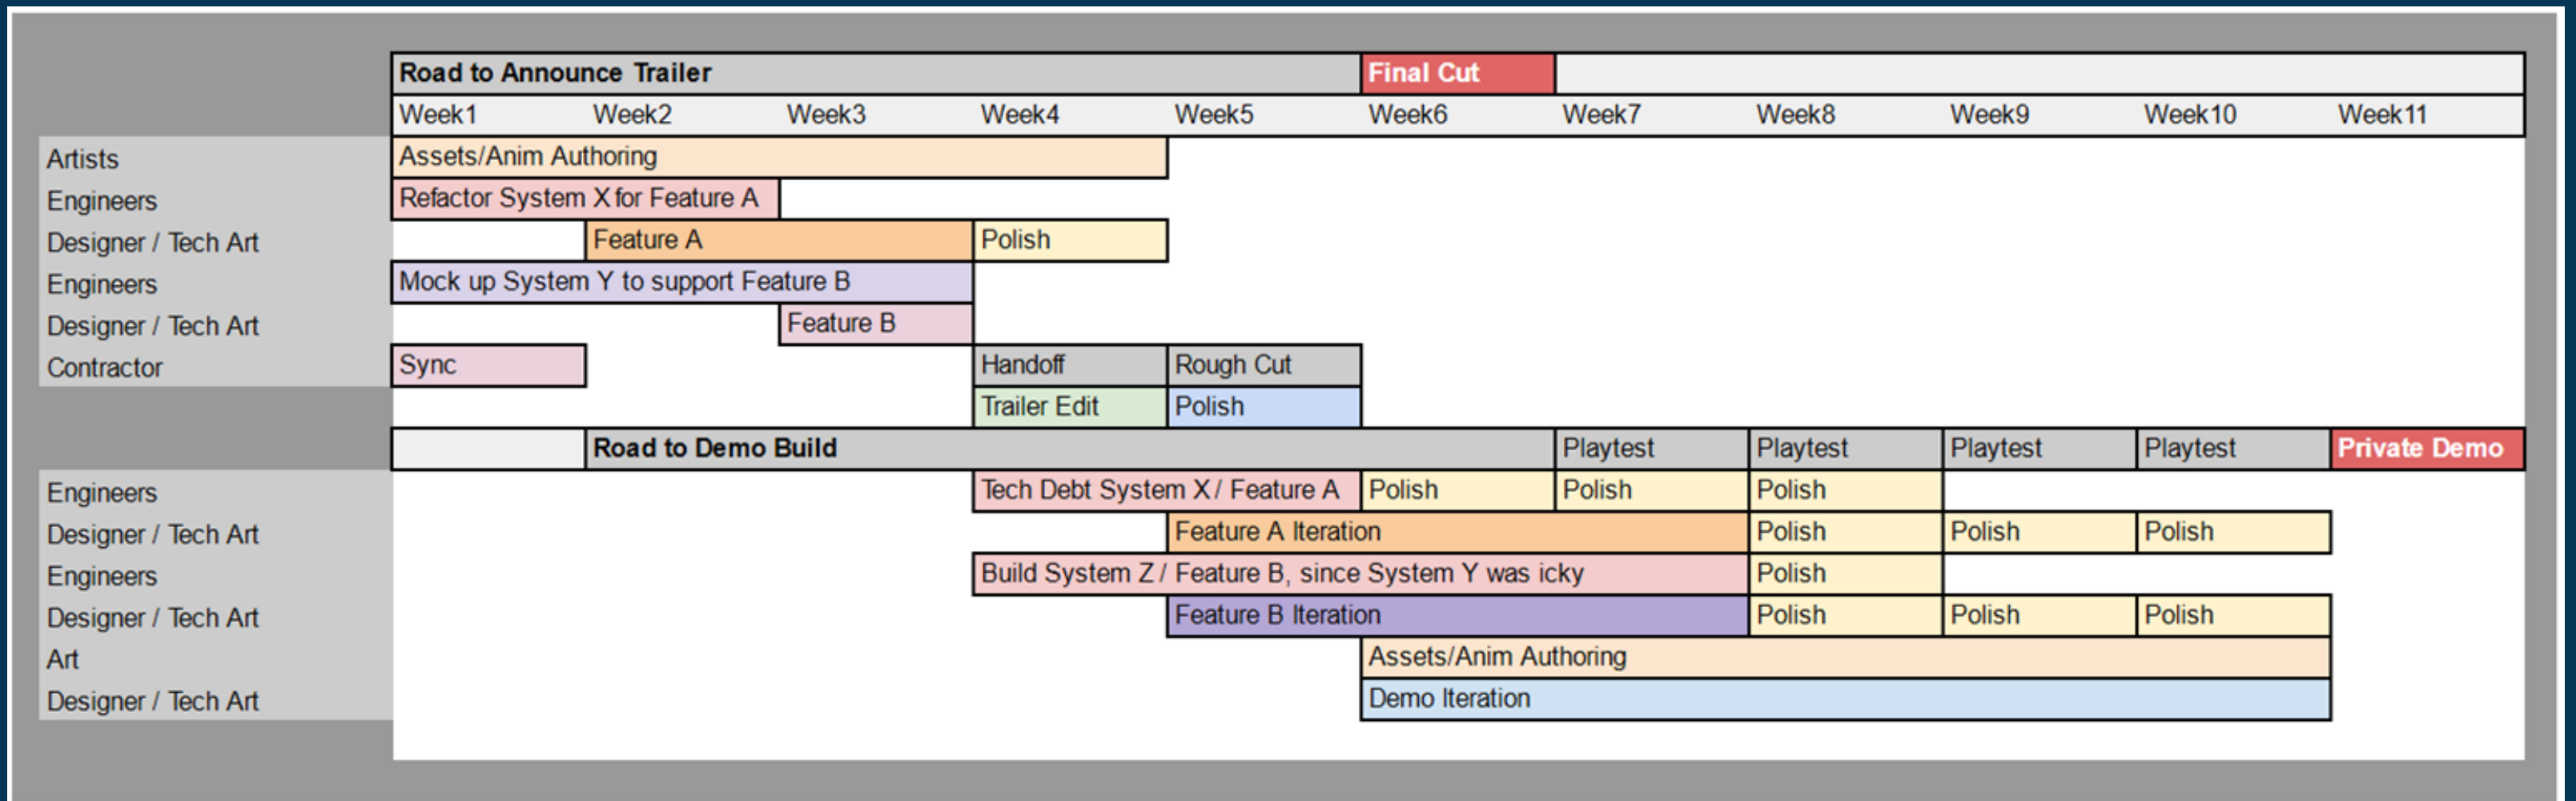 Road to Announce Trailer Final Cut
Week1 Week2 Week3 Week4 Week5 Week6 Week7 Week8 Week9 Week10 Week11
Artists Assets/Anim Authoring
Engineers Refactor System X for Feature A
Designer / Tech Art Feature A Polish
Engineers Mock up System Y to support Feature B
Designer / Tech Art Feature B
Contractor Sync Handoff Rough Cut
Trailer Edit Polish
Road to Demo Build Playtest Playtest Playtest Playtest Private Demo
Engineers Tech Debt System X / Feature A Polish Polish Polish
Designer / Tech Art Feature A Iteration Polish Polish Polish
Engineers Build System Z / Feature B, since System Y was icky Polish
Designer / Tech Art Feature B Iteration Polish Polish Polish
Art Assets/Anim Authoring
Designer / Tech Art Demo Iteration